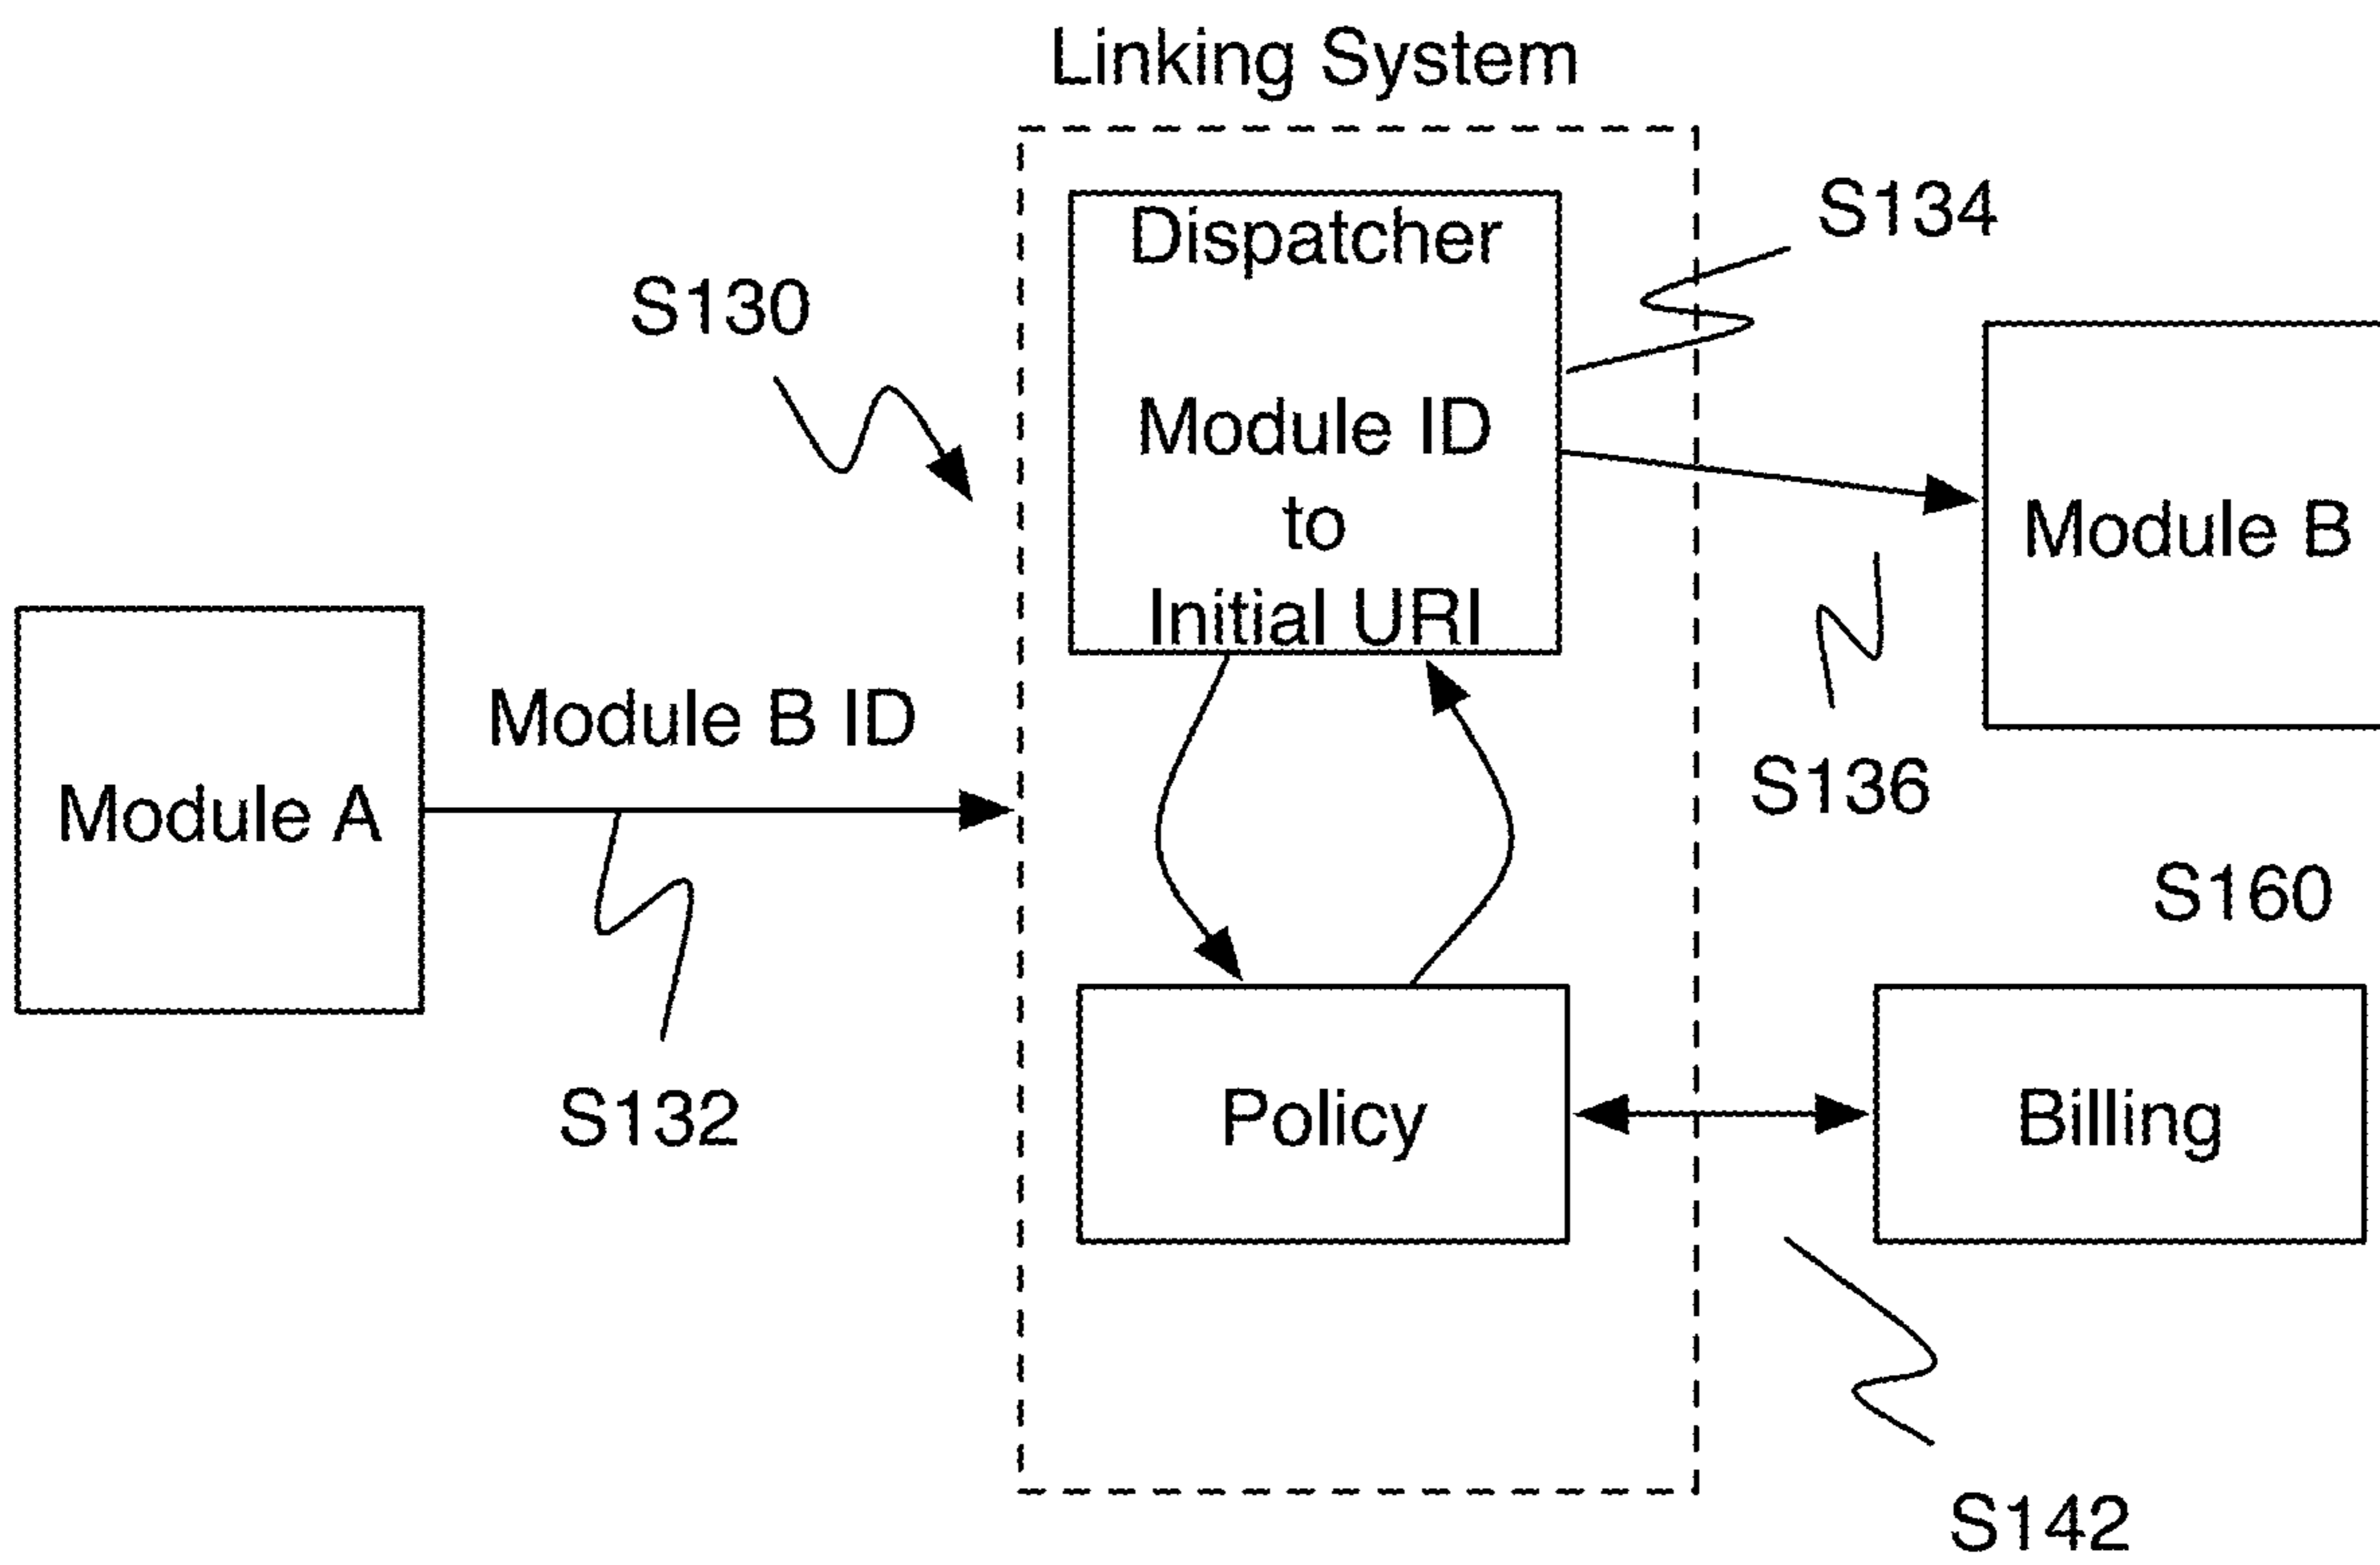 Linking System
Dispatcher
Module ID
to
Initial URI
S134
S130
Module B
Module B ID
Module A
S136
S160
S132
Policy
Billing
S142